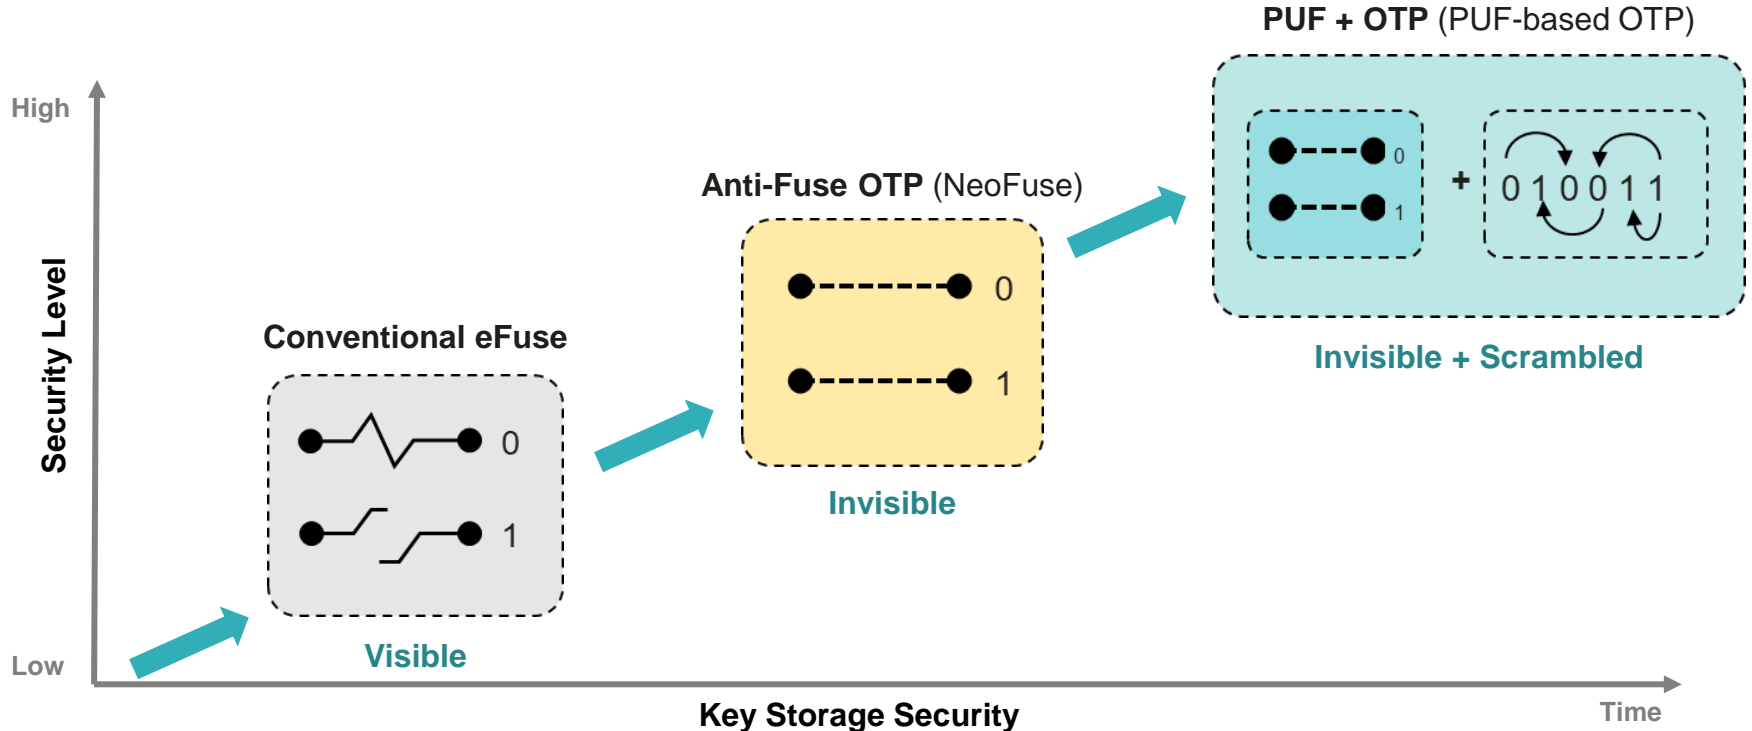 PUF + OTP (PUF-based OTP)
High
0
1
+
0 1 0 0 1 1
Anti-Fuse OTP (NeoFuse)
0
1
Invisible + Scrambled
Conventional eFuse
0
1
Invisible
Visible
Security Level
Low
Key Storage Security
Time